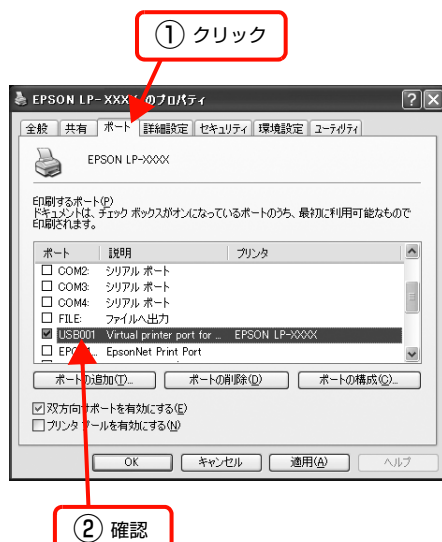 ① クリック
EPSON LP-XXXX のプロパティ
全般 共有 ポート 詳細設定 セキュリティ 環境設定 ユーティリティ
EPSON LP-XXXX
印刷するポート(P)
ドキュメントは、チェック ボックスがオンになっているポートのうち、最初に利用可能なもので
印刷されます。
ポート 説明 プリンタ
COM2: シリアル ポート
COM3: シリアル ポート
COM4: シリアル ポート
FILE: ファイルへ出力
USB001 Virtual printer port for ... EPSON LP-XXXX
EpsonNet Print Port
ポートの追加(T)... ポートの削除(D) ポートの構成(C)...
双方向サポートを有効にする(E)
プリンタ プールを有効にする(N)
OK キャンセル 適用(A) ヘルプ
② 確認